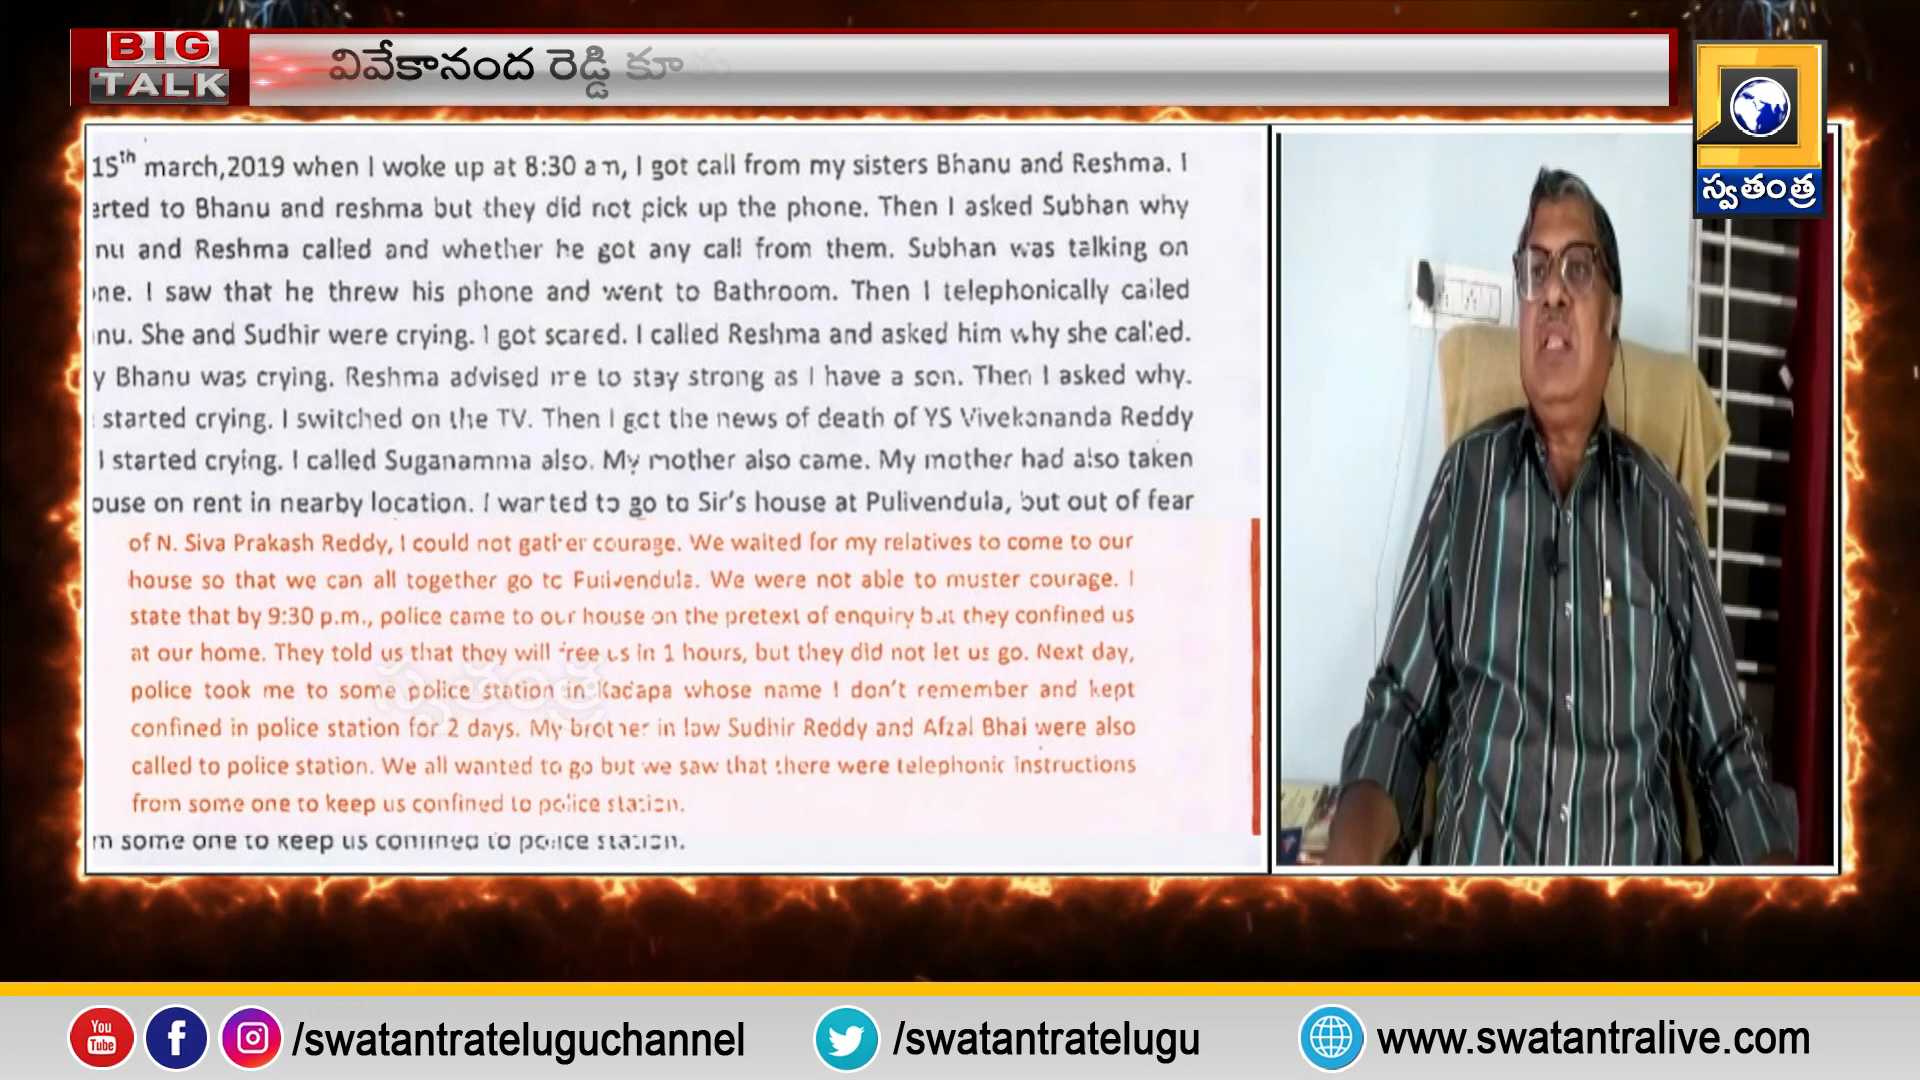 BIG
TALK
వివేకానంద రెడ్డి కూ
స్వతంత్ర
15th march,2019 when I woke up at 8:30 am, I got call from my sisters Bhanu and Reshma. I
erted to Bhanu and reshma but they did not pick up the phone. Then I asked Subhan why
nu and Reshma called and whether he got any call from them. Subhan was talking on
ne. I saw that he threw his phone and went to Bathroom. Then I telephonically called
nu. She and Sudhir were crying. I got scared. I called Reshma and asked him why she called.
y Bhanu was crying. Reshma advised me to stay strong as I have a son. Then I asked why.
started crying. I switched on the TV. Then I got the news of death of YS Vivekananda Reddy
I started crying. I called Suganamma also. My mother also came. My mother had also taken
ouse on rent in nearby location. I wanted to go to Sir's house at Pulivendula, but out of fear
of N. Siva Prakash Reddy, I could not gather courage. We waited for my relatives to come to our
house so that we can all together go to Pulivendula. We were not able to muster courage. I
state that by 9:30 p.m., police came to our house on the pretext of enquiry but they confined us
at our home. They told us that they will free us in 1 hours, but they did not let us go. Next day,
police took me to some police station in Kadapa whose name I don't remember and kept
confined in police station for 2 days. My brother in law Sudhir Reddy and Afzal Bhai were also
called to police station. We all wanted to go but we saw that there were telephonic instructions
from some one to keep us confined to police station.
m some one to keep us confined to police station.
స్వతంత్ర
You Tube /swatantrateluguchannel /swatantratelugu www.swatantralive.com